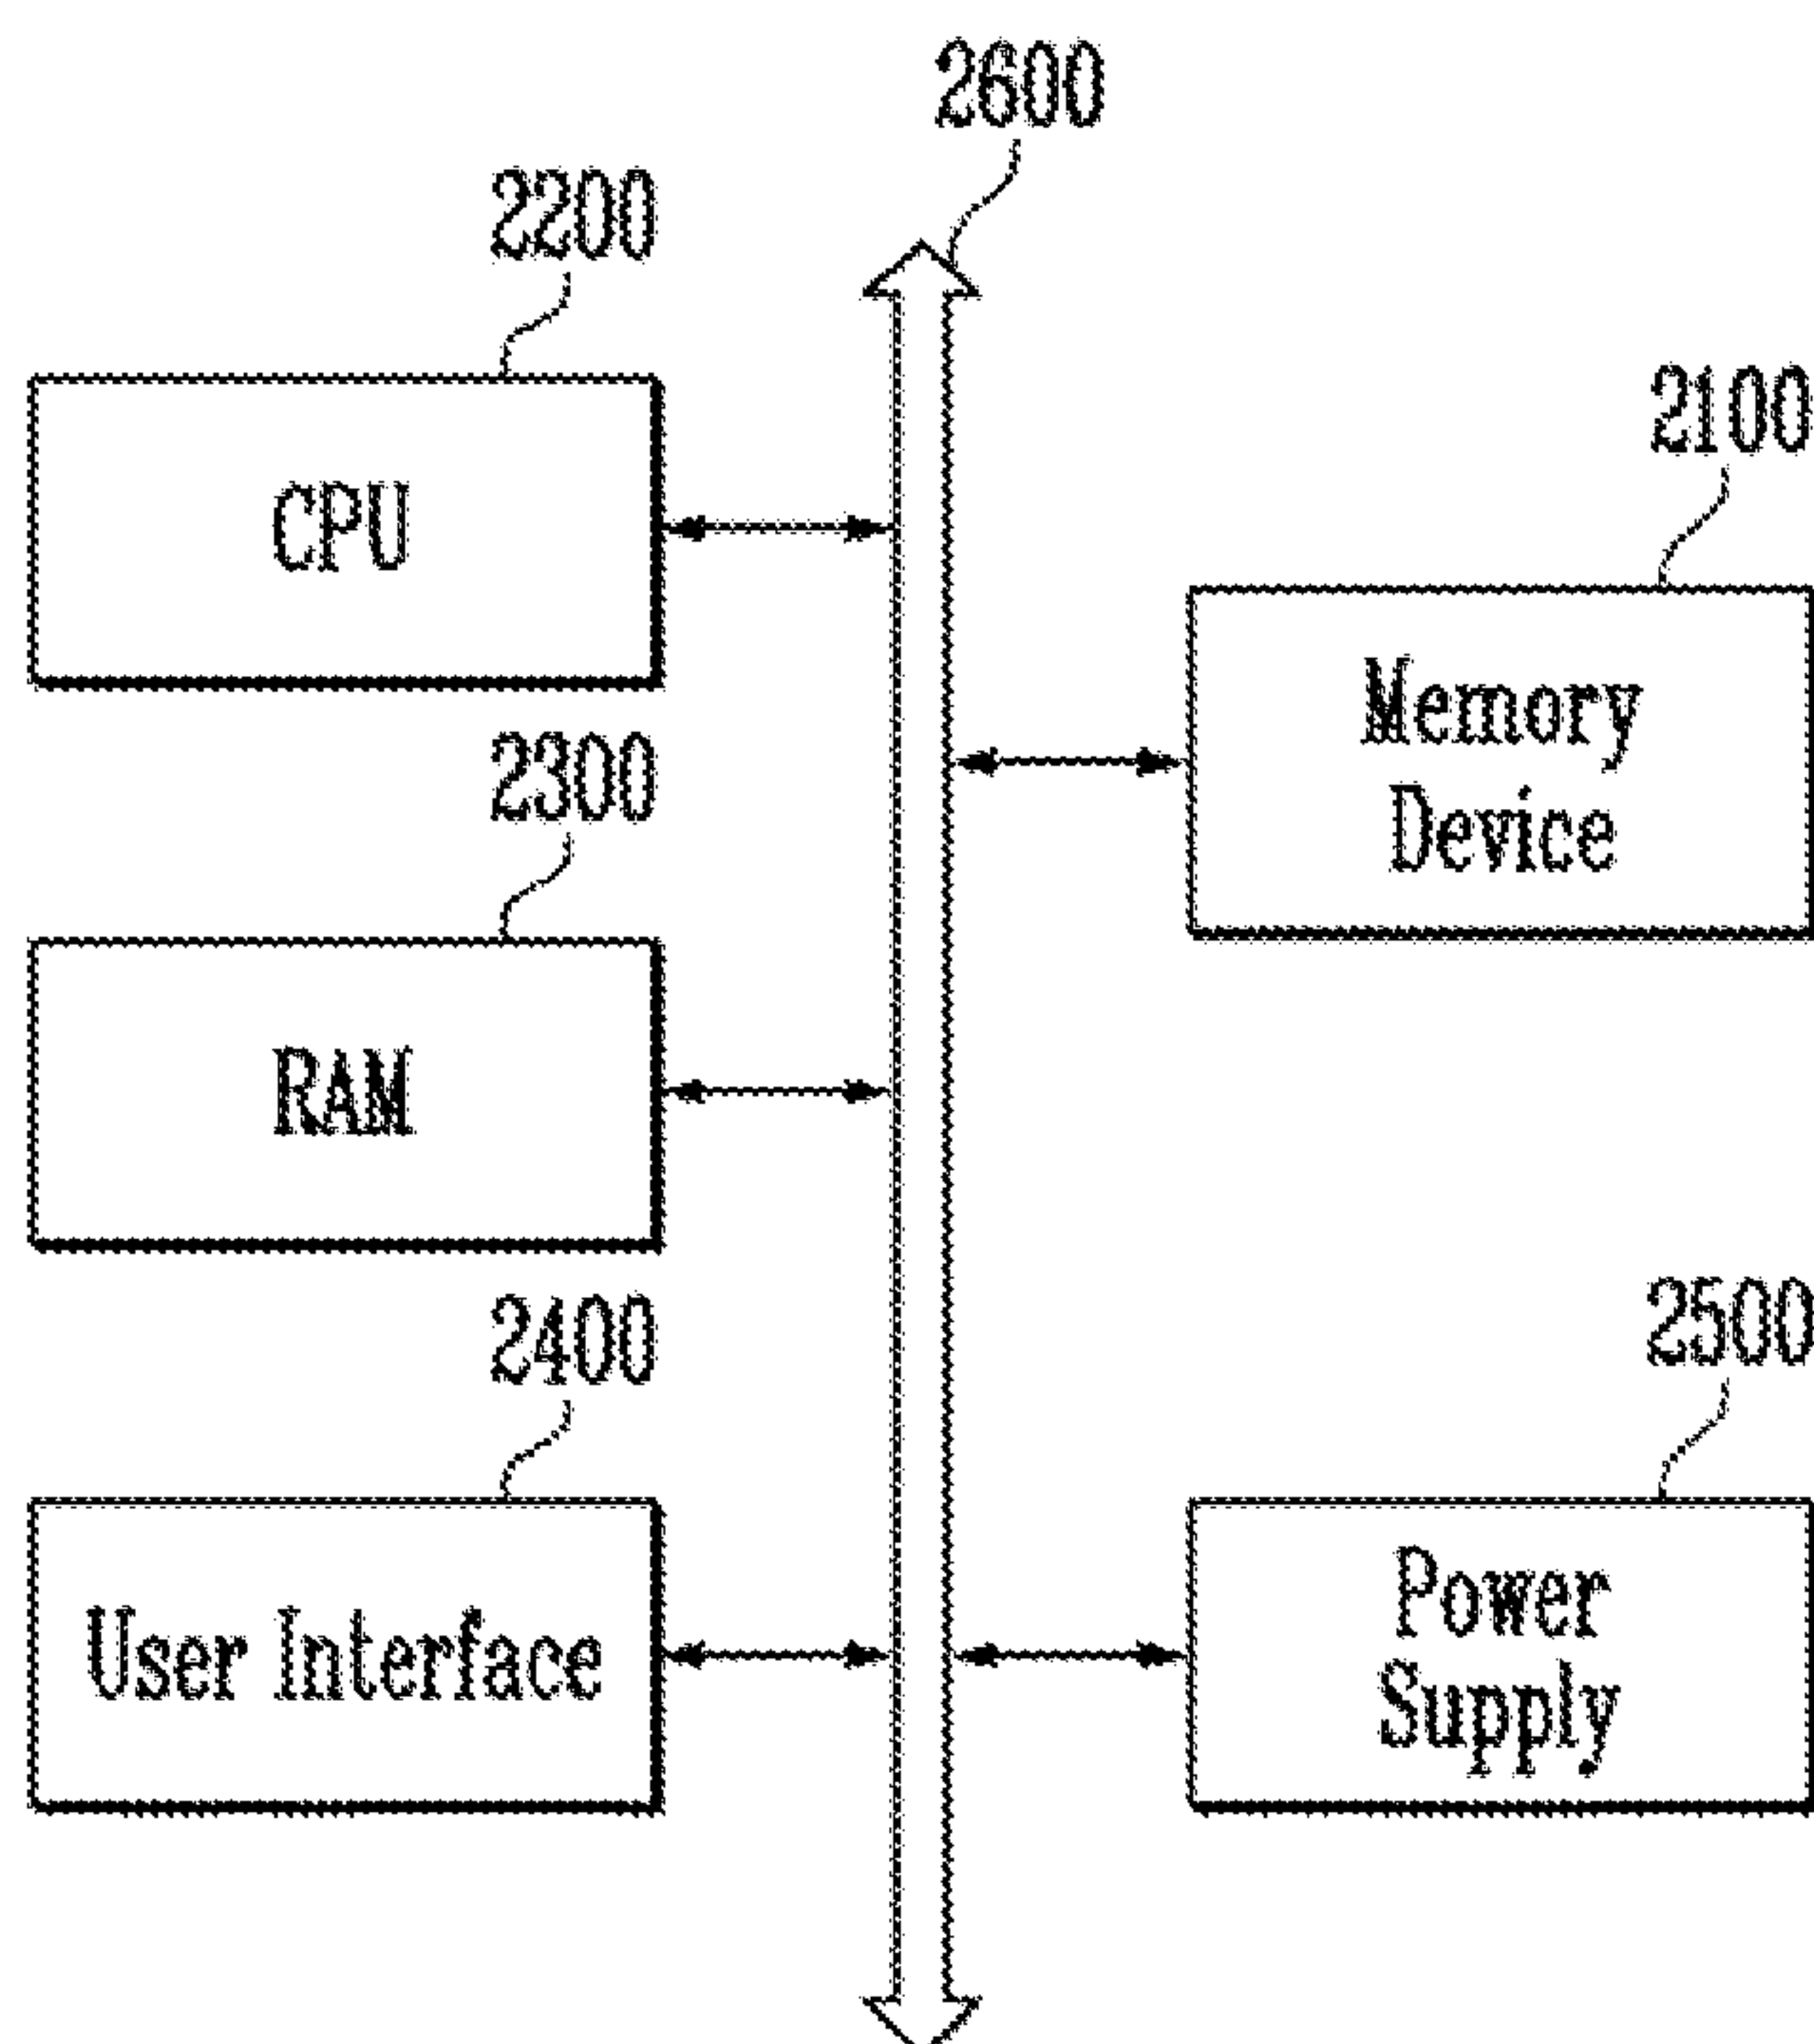 2600
2200
CPU
2100
Memory
Device
2300
RAM
2400
User Interface
2500
Power
Supply